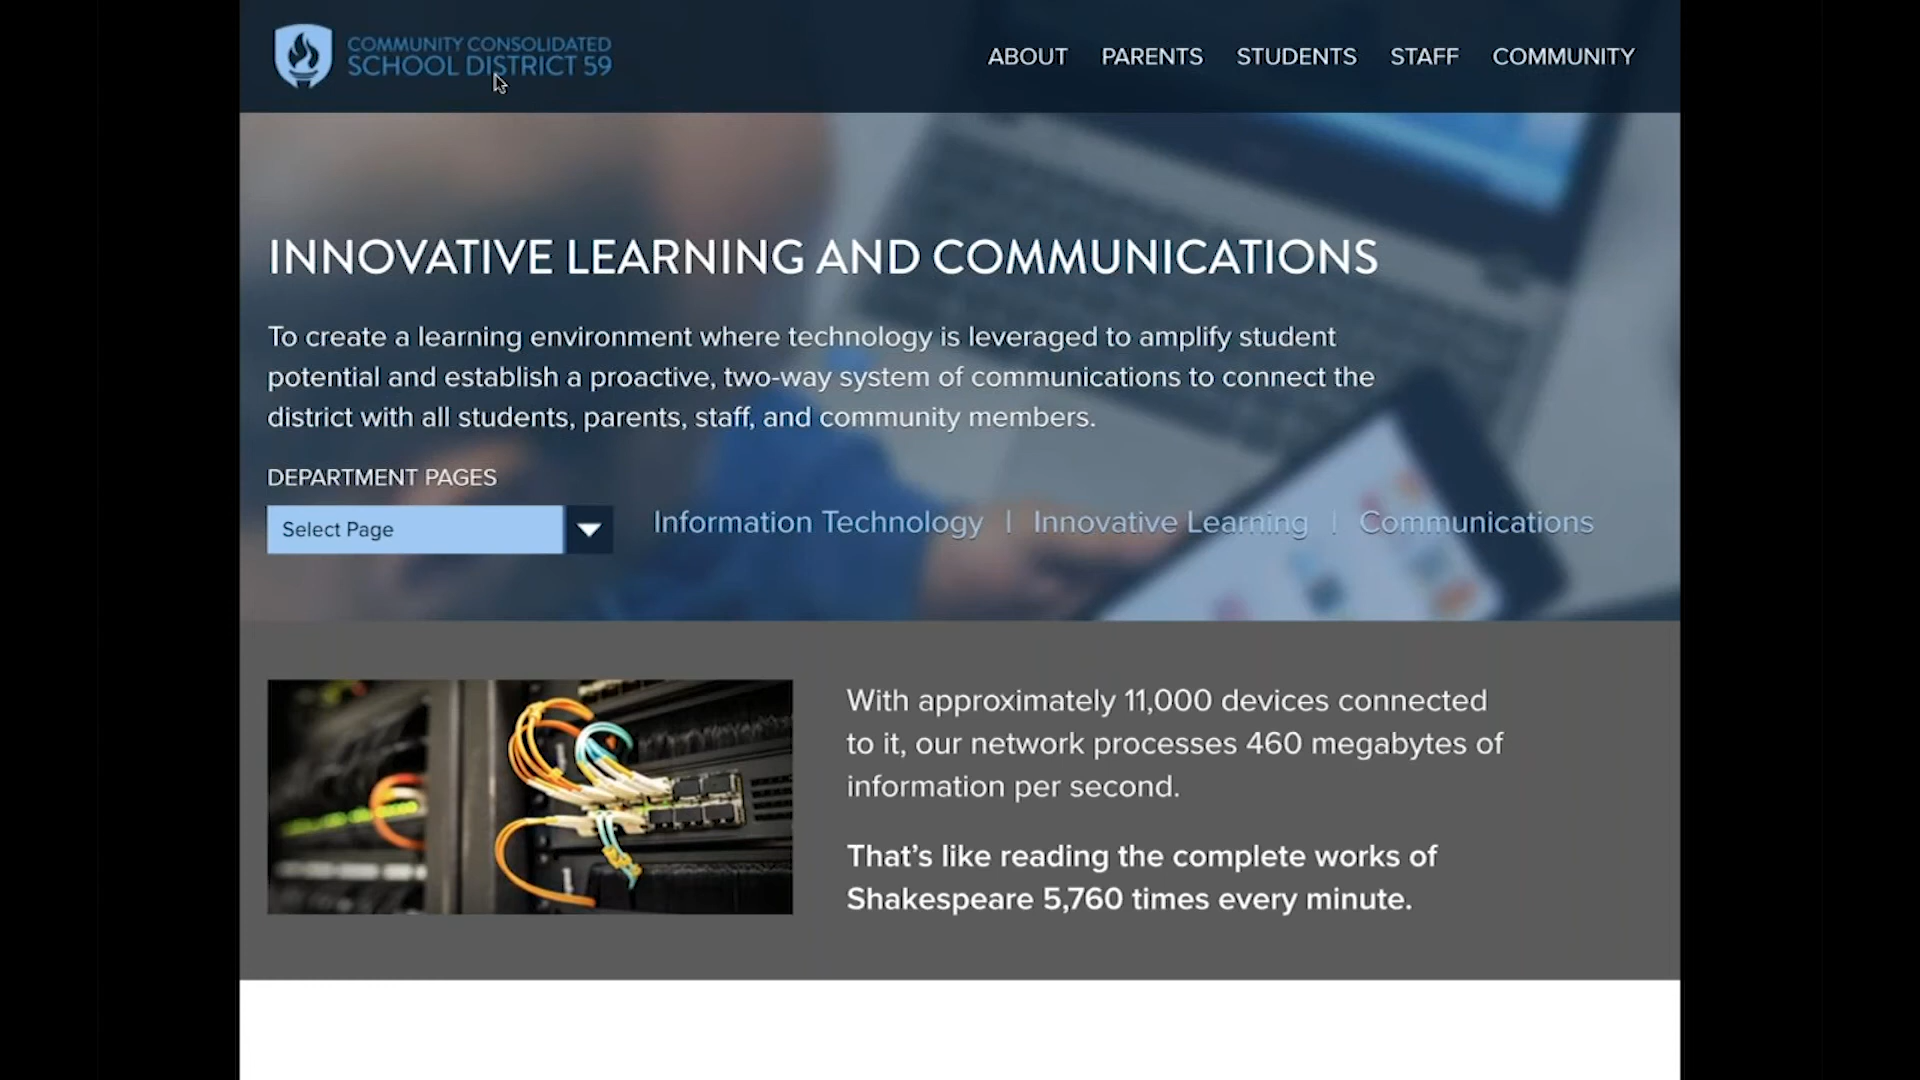 COMMUNITY CONSOLIDATED
SCHOOL DISTRICT 59
ABOUT PARENTS STUDENTS STAFF COMMUNITY
INNOVATIVE LEARNING AND COMMUNICATIONS
To create a learning environment where technology is leveraged to amplify student
potential and establish a proactive, two-way system of communications to connect the
district with all students, parents, staff, and community members.
DEPARTMENT PAGES
Select Page
Information Technology | Innovative Learning | Communications
With approximately 11,000 devices connected
to it, our network processes 460 megabytes of
information per second.
That's like reading the complete works of
Shakespeare 5,760 times every minute.